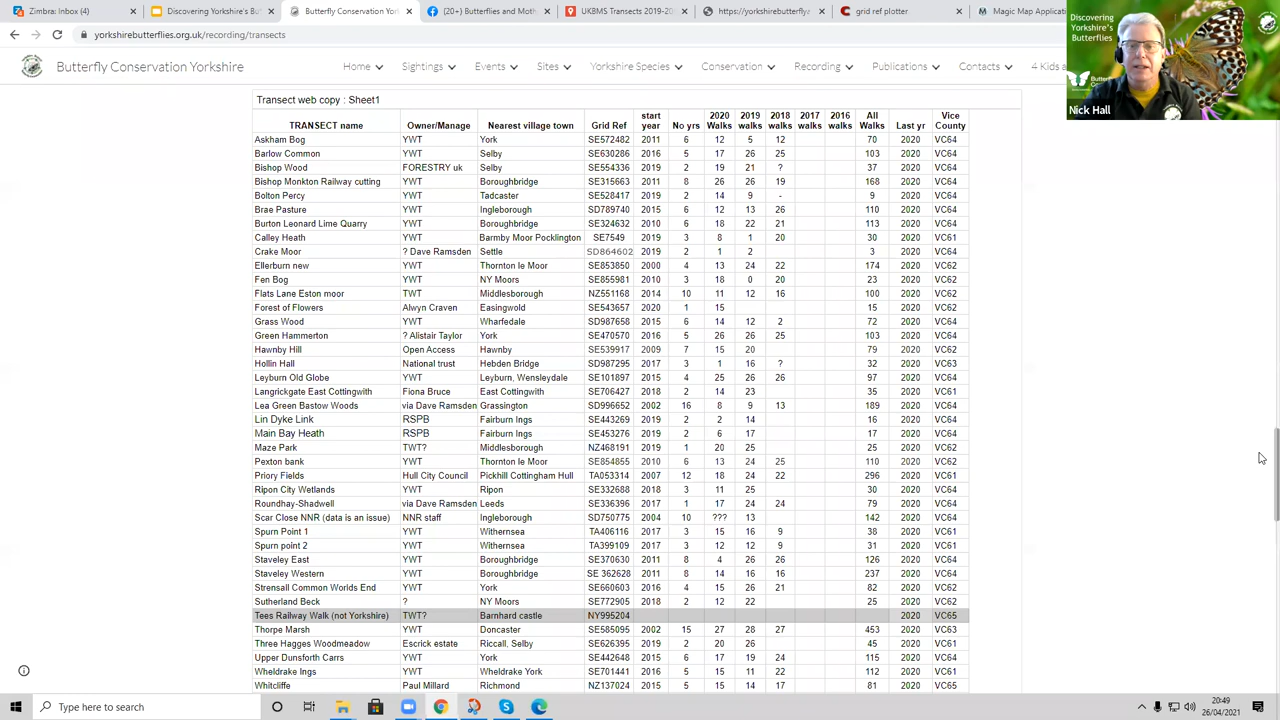 Zimbra: Inbox (4)
Discovering Yorkshire's B
Butterfly Conservation York
(20+) Butterflies and Moth
UKBMS Transects 2019-20
https://yorkshirebutterflies
grid ref plotter
Magic Map Applicat
yorkshirebutterflies.org.uk/recording/transects
Butterfly Conservation Yorkshire
Home
Sightings
Events
Sites
Yorkshire Species
Conservation
Recording
Publications
Contacts
4 Kids a
Discovering
Yorkshire's
Butterflies
Nick Hall
Transect web copy : Sheet1
TRANSECT name Owner/Manage Nearest village town Grid Ref start year No yrs 2020 Walks 2019 walks 2018 walks 2017 walks 2016 walks All Walks Last yr Vice County
Askham Bog YWT York SE572482 2011 6 12 5 12 70 2020 VC64
Barlow Common YWT Selby SE630286 2016 5 17 26 25 103 2020 VC64
Bishop Wood FORESTRY uk Selby SE554336 2019 2 19 21 ? 37 2020 VC64
Bishop Monkton Railway cutting YWT Boroughbridge SE315663 2011 8 26 26 19 168 2020 VC64
Bolton Percy YWT Tadcaster SE528417 2019 2 14 9 - 9 2020 VC64
Brae Pasture YWT Ingleborough SD789740 2015 6 12 13 26 110 2020 VC64
Burton Leonard Lime Quarry YWT Boroughbridge SE324632 2010 6 18 22 21 113 2020 VC64
Calley Heath YWT Barmby Moor Pocklington SE7549 2019 3 8 1 20 30 2020 VC61
Crake Moor ? Dave Ramsden Settle SD864602 2019 2 1 2 3 2020 VC64
Ellerburn new YWT Thornton le Moor SE853850 2000 4 13 24 22 174 2020 VC62
Fen Bog YWT NY Moors SE855981 2010 3 18 0 20 23 2020 VC62
Flats Lane Eston moor TWT Middlesborough NZ551168 2014 10 11 12 16 100 2020 VC62
Forest of Flowers Alwyn Craven Easingwold SE543657 2020 1 15 15 2020 VC62
Grass Wood YWT Wharfedale SD987658 2015 6 14 12 2 72 2020 VC64
Green Hammerton ? Alistair Taylor York SE470570 2016 5 26 26 25 103 2020 VC64
Hawnby Hill Open Access Hawnby SE539917 2009 7 15 20 79 2020 VC62
Hollin Hall National trust Hebden Bridge SD987295 2017 3 1 16 ? 32 2020 VC63
Leyburn Old Globe YWT Leyburn, Wensleydale SE101897 2015 4 25 26 26 97 2020 VC64
Langrickgate East Cottingwith Fiona Bruce East Cottingwith SE706427 2018 2 14 23 35 2020 VC61
Lea Green Bastow Woods via Dave Ramsden Grassington SD996652 2002 16 8 9 13 189 2020 VC64
Lin Dyke Link RSPB Fairburn Ings SE443269 2019 2 2 14 16 2020 VC64
Main Bay Heath RSPB Fairburn Ings SE453276 2019 2 6 17 17 2020 VC64
Maze Park TWT? Middlesborough NZ468191 2019 1 20 25 25 2020 VC62
Pexton bank YWT Thornton le Moor SE854855 2010 6 13 24 25 110 2020 VC62
Priory Fields Hull City Council Pickhill Cottingham Hull TA053314 2007 12 18 24 22 296 2020 VC61
Ripon City Wetlands YWT Ripon SE332688 2018 3 11 25 30 2020 VC64
Roundhay-Shadwell via Dave Ramsden Leeds SE336396 2017 1 17 24 24 79 2020 VC64
Scar Close NNR (data is an issue) NNR staff Ingleborough SD750775 2004 10 ??? 13 142 2020 VC64
Spurn Point 1 YWT Withernsea TA406116 2017 3 15 16 9 38 2020 VC61
Spurn point 2 YWT Withernsea TA399109 2017 3 12 12 9 31 2020 VC61
Staveley East YWT Boroughbridge SE370630 2011 8 4 26 26 126 2020 VC64
Staveley Western YWT Boroughbridge SE 362628 2011 8 14 16 16 237 2020 VC64
Strensall Common Worlds End YWT York SE660603 2016 4 15 26 21 82 2020 VC62
Sutherland Beck ? NY Moors SE772905 2018 2 12 22 25 2020 VC62
Tees Railway Walk (not Yorkshire) TWT? Barnhard castle NY995204 2020 VC65
Thorpe Marsh YWT Doncaster SE585095 2002 15 27 28 27 453 2020 VC63
Three Hagges Woodmeadow Escrick estate Riccall, Selby SE626395 2019 2 20 26 45 2020 VC61
Upper Dunsforth Carrs YWT York SE442648 2015 6 17 19 24 115 2020 VC64
Wheldrake Ings YWT Wheldrake York SE701441 2016 5 15 11 22 112 2020 VC61
Whitcliffe Paul Millard Richmond NZ137024 2015 5 15 14 17 81 2020 VC65
Type here to search
20:49
26/04/2021